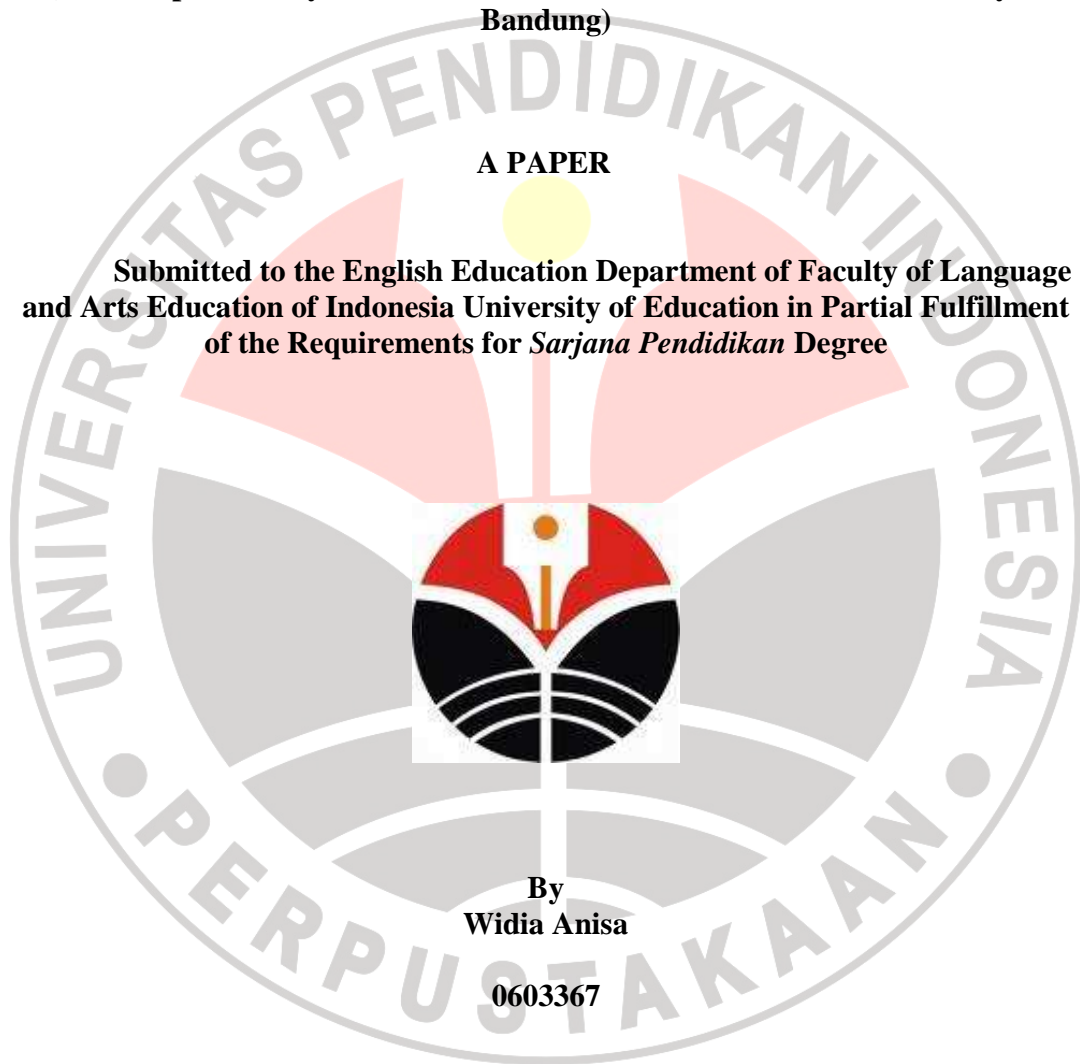 Bandung)
A PAPER
Submitted to the English Education Department of Faculty of Language
and Arts Education of Indonesia University of Education in Partial Fulfillment
of the Requirements for Sarjana Pendidikan Degree
By
Widia Anisa
0603367
UNIVERSITAS PENDIDIKAN INDONESIA
PERPUSTAKAAN